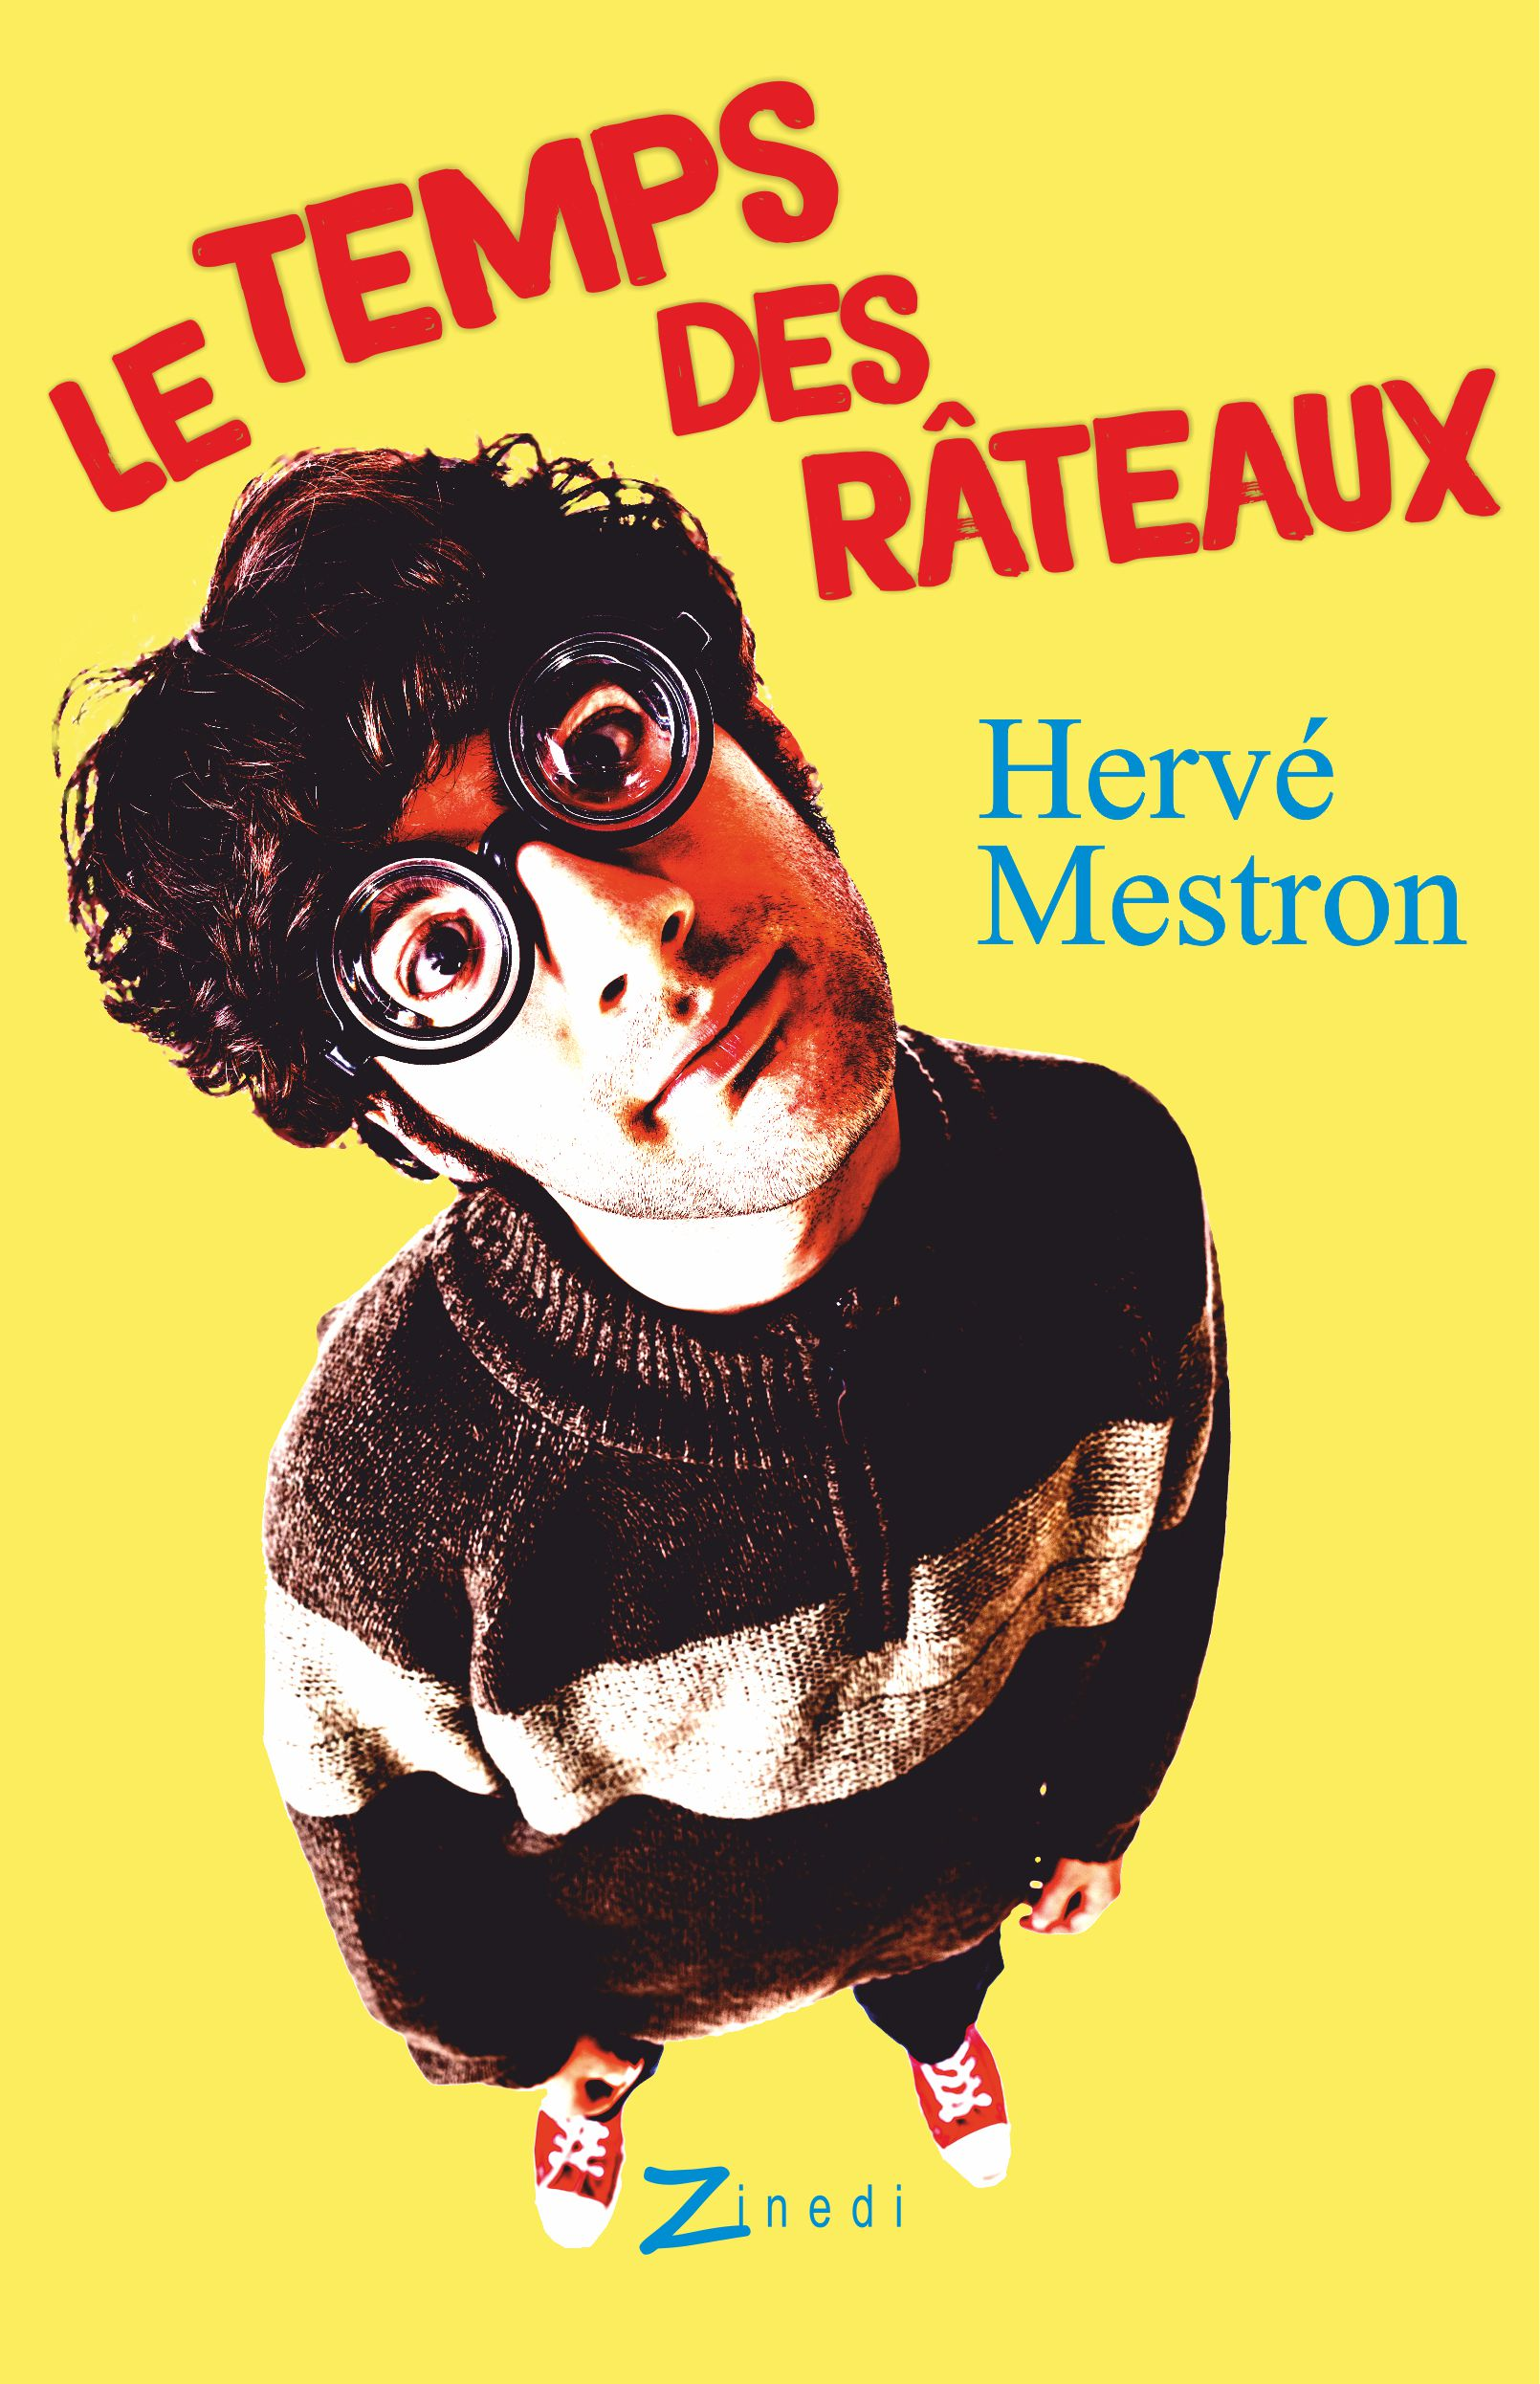 LE TEMPS
DES
RÂTEAUX
Hervé
Mestron
Zinedi